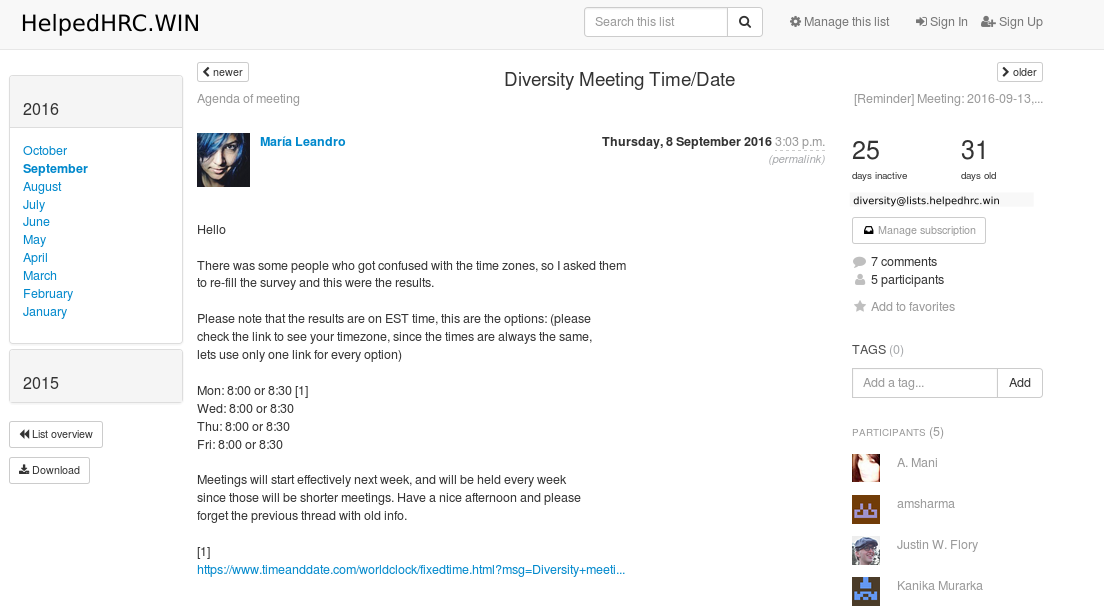 HelpedHRC.WIN
Search this list
Manage this list
Sign In
Sign Up
2016
October
September
August
July
June
May
April
March
February
January
2015
List overview
Download
newer
Diversity Meeting Time/Date
older
Agenda of meeting
[Reminder] Meeting: 2016-09-13,...
María Leandro
Thursday, 8 September 2016 3:03 p.m.
(permalink)
Hello
There was some people who got confused with the time zones, so I asked them
to re-fill the survey and this were the results.
Please note that the results are on EST time, this are the options: (please
check the link to see your timezone, since the times are always the same,
lets use only one link for every option)
Mon: 8:00 or 8:30 [1]
Wed: 8:00 or 8:30
Thu: 8:00 or 8:30
Fri: 8:00 or 8:30
Meetings will start effectively next week, and will be held every week
since those will be shorter meetings. Have a nice afternoon and please
forget the previous thread with old info.
[1]
https://www.timeanddate.com/worldclock/fixedtime.html?msg=Diversity+meeti...
25
days inactive
31
days old
diversity@lists.helpedhrc.win
Manage subscription
7 comments
5 participants
Add to favorites
TAGS (0)
Add a tag...
Add
PARTICIPANTS (5)
A. Mani
amsharma
Justin W. Flory
Kanika Murarka